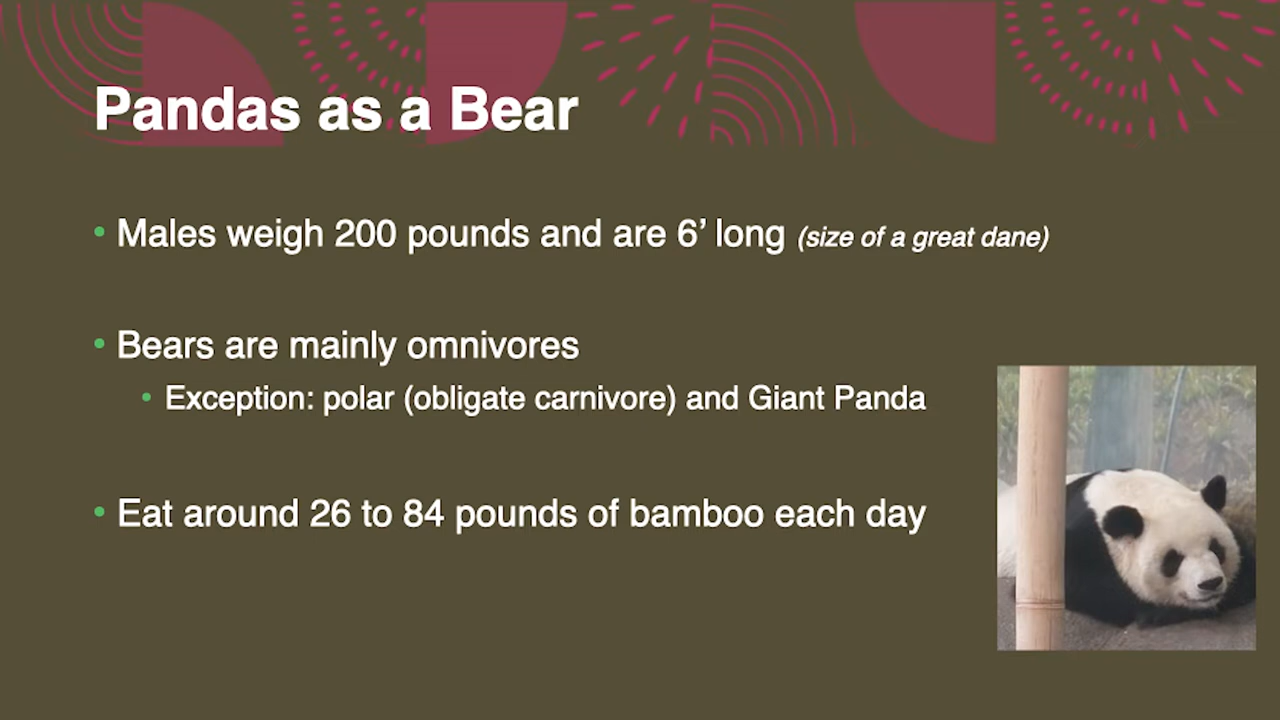 Pandas as a Bear
• Males weigh 200 pounds and are 6’ long (size of a great dane)
• Bears are mainly omnivores
• Exception: polar (obligate carnivore) and Giant Panda
• Eat around 26 to 84 pounds of bamboo each day